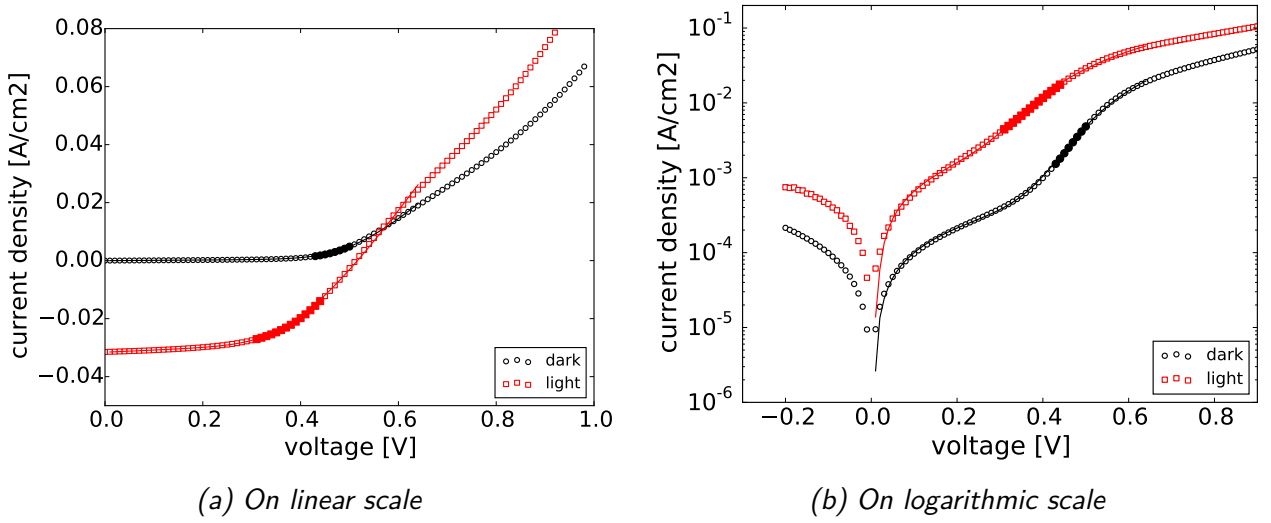 0.08
0.06
0.04
0.02
0.00
−0.02
−0.04
current density [A/cm2]
0.0 0.2 0.4 0.6 0.8 1.0
voltage [V]
dark
light
(a) On linear scale
10⁻¹
10⁻²
10⁻³
10⁻⁴
10⁻⁵
10⁻⁶
current density [A/cm2]
−0.2 0.0 0.2 0.4 0.6 0.8
voltage [V]
dark
light
(b) On logarithmic scale